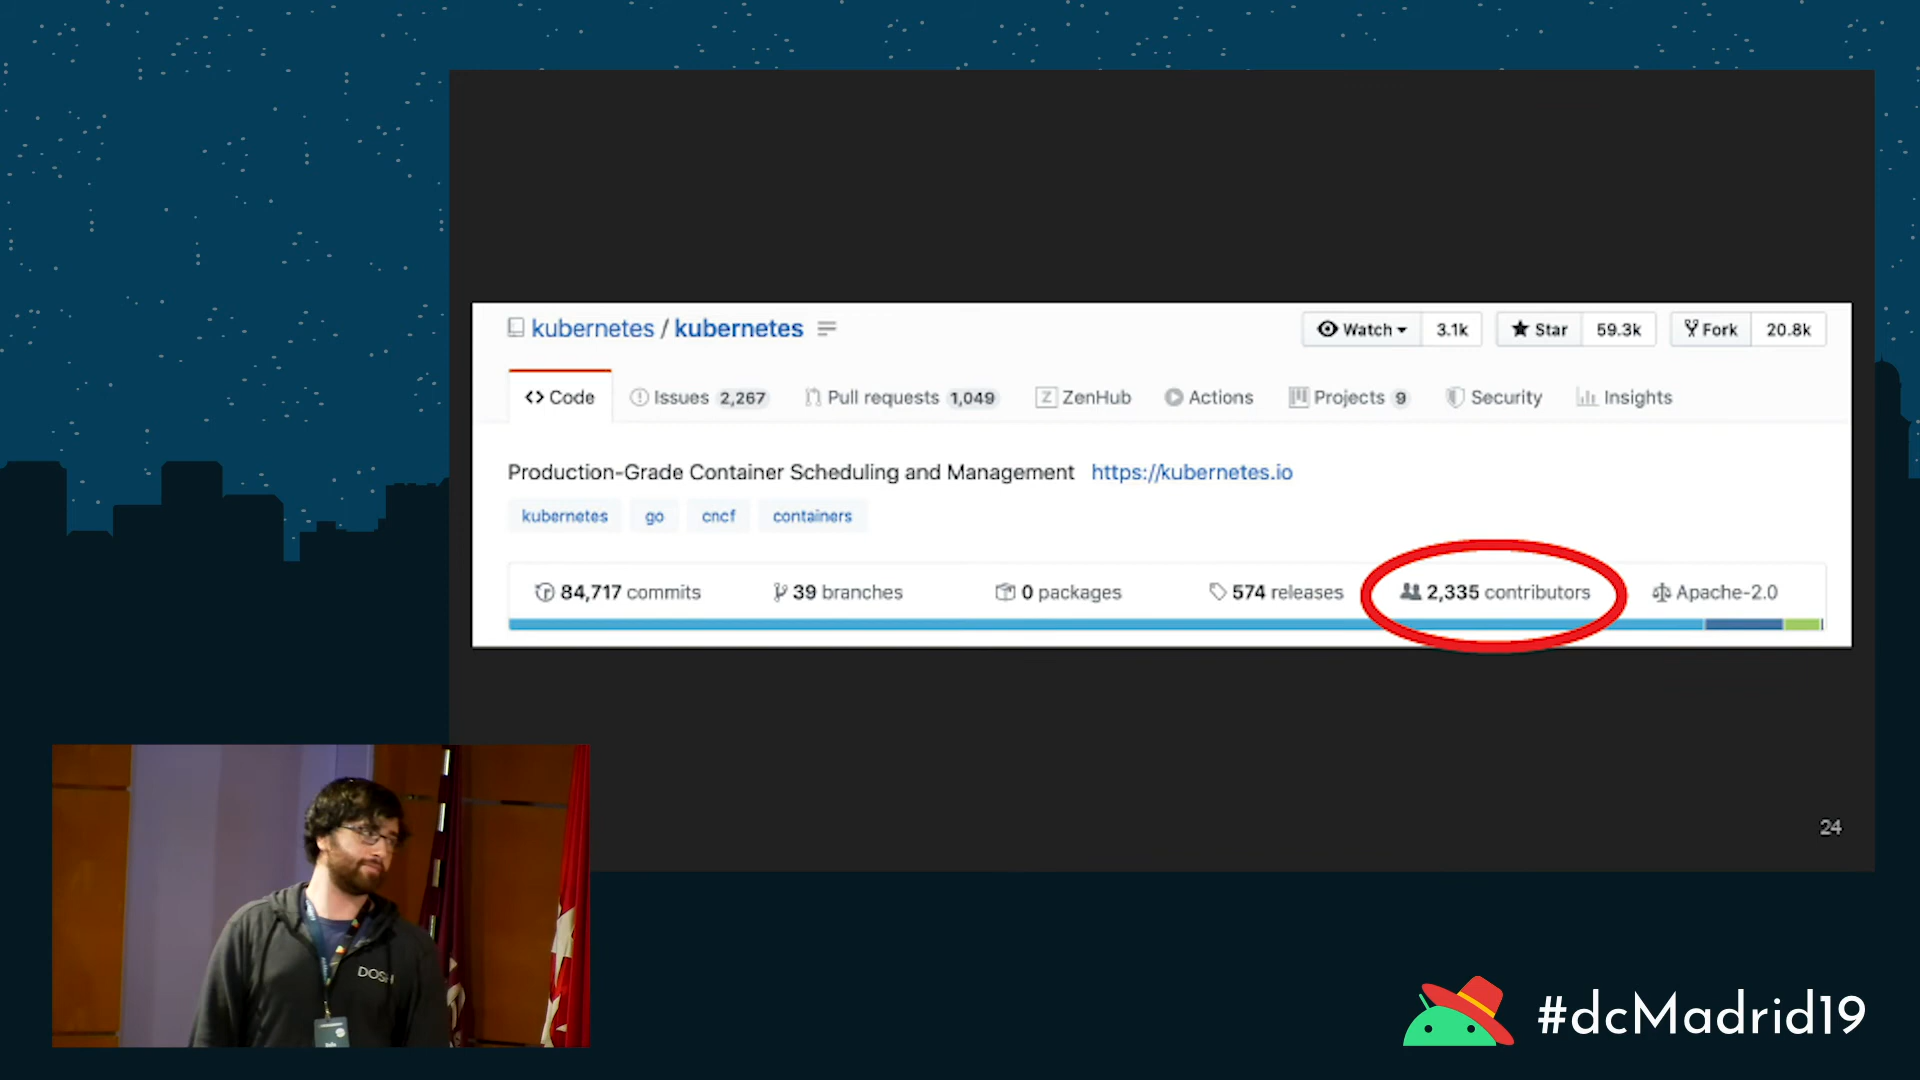 kubernetes / kubernetes
Watch 3.1k Star 59.3k Fork 20.8k
Code Issues 2,267 Pull requests 1,049 ZenHub Actions Projects 9 Security Insights
Production-Grade Container Scheduling and Management https://kubernetes.io
kubernetes go cncf containers
84,717 commits 39 branches 0 packages 574 releases 2,335 contributors Apache-2.0
24
DOSH
#dcMadrid19